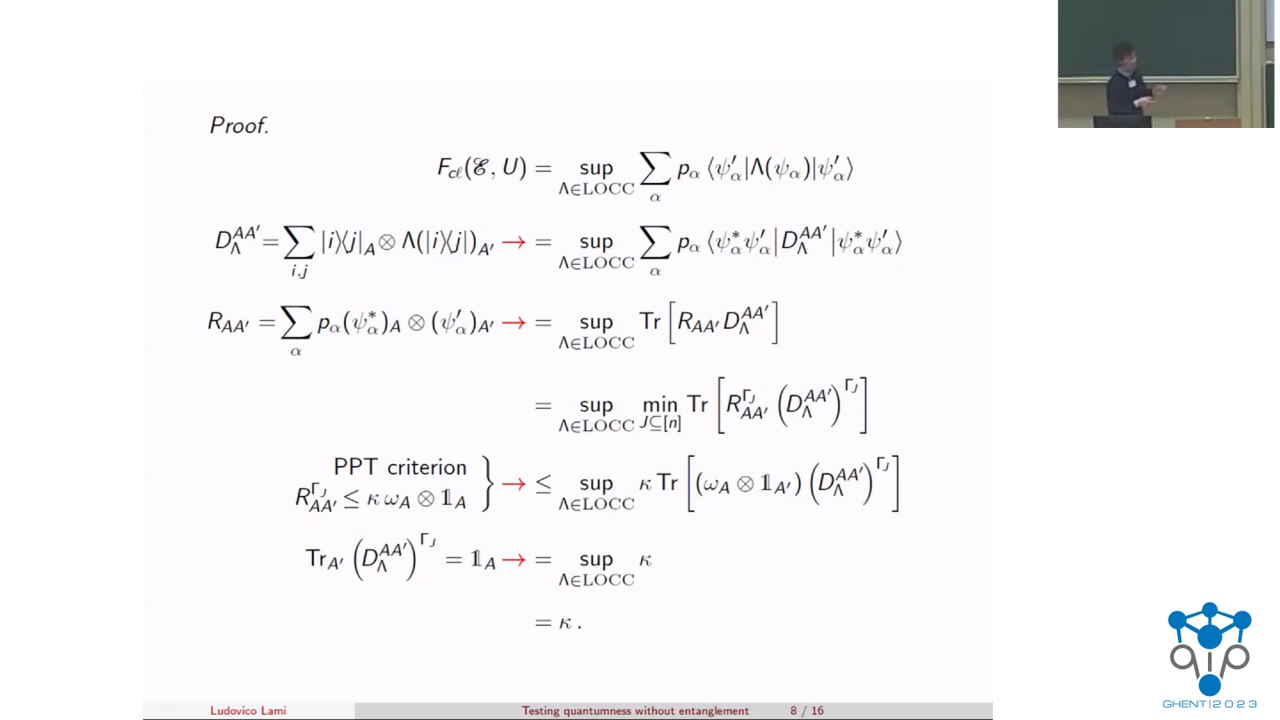 Proof.
F_{cℓ}(ℰ, U) = sup_{Λ∈LOCC} ∑_α p_α ⟨ψ'_α|Λ(ψ_α)|ψ'_α⟩
D_Λ^{AA'} = ∑_{i,j} |i⟩⟨j|_A ⊗ Λ(|i⟩⟨j|)_{A'} → = sup_{Λ∈LOCC} ∑_α p_α ⟨ψ*_α ψ'_α|D_Λ^{AA'}|ψ*_α ψ'_α⟩
R_{AA'} = ∑_α p_α(ψ*_α)_A ⊗ (ψ'_α)_{A'} → = sup_{Λ∈LOCC} Tr [R_{AA'} D_Λ^{AA'}]
= sup_{Λ∈LOCC} min_{J⊆[n]} Tr [R_{AA'}^{Γ_J} (D_Λ^{AA'})^{Γ_J}]
PPT criterion
R_{AA'}^{Γ_J} ≤ κ ω_A ⊗ 𝟙_A } → ≤ sup_{Λ∈LOCC} κ Tr [(ω_A ⊗ 𝟙_{A'}) (D_Λ^{AA'})^{Γ_J}]
Tr_{A'} (D_Λ^{AA'})^{Γ_J} = 𝟙_A → = sup_{Λ∈LOCC} κ
= κ .
Ludovico Lami Testing quantumness without entanglement 8 / 16
qip
GHENT|2023